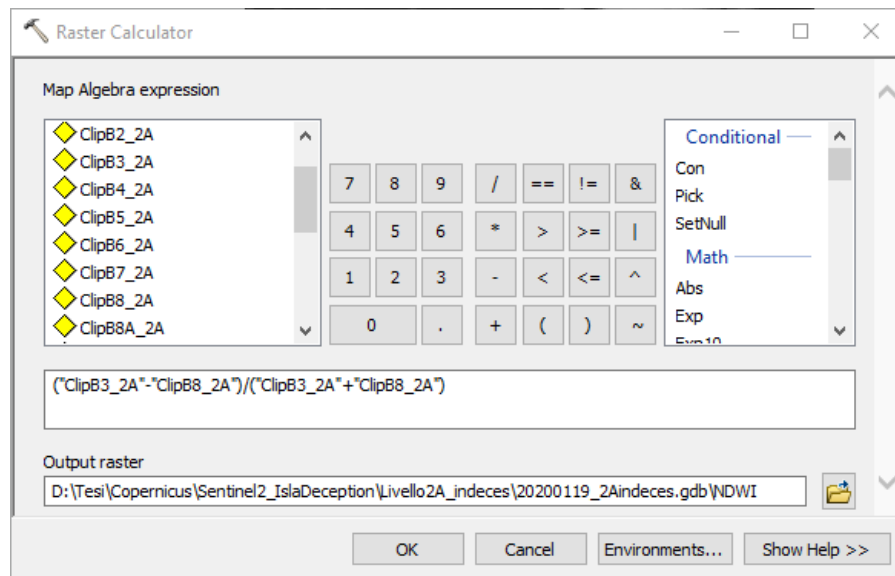 Raster Calculator
Map Algebra expression
ClipB2_2A
ClipB3_2A
ClipB4_2A
ClipB5_2A
ClipB6_2A
ClipB7_2A
ClipB8_2A
ClipB8A_2A
7 8 9 / == != &
4 5 6 * > >= |
1 2 3 - < <= ^
0 . + ( ) ~
Conditional
Con
Pick
SetNull
Math
Abs
Exp
Exp10
("ClipB3_2A"-"ClipB8_2A")/("ClipB3_2A"+"ClipB8_2A")
Output raster
D:\Tesi\Copernicus\Sentinel2_IslaDeception\Livello2A_indeces\20200119_2Aindeces.gdb\NDWI
OK Cancel Environments... Show Help >>